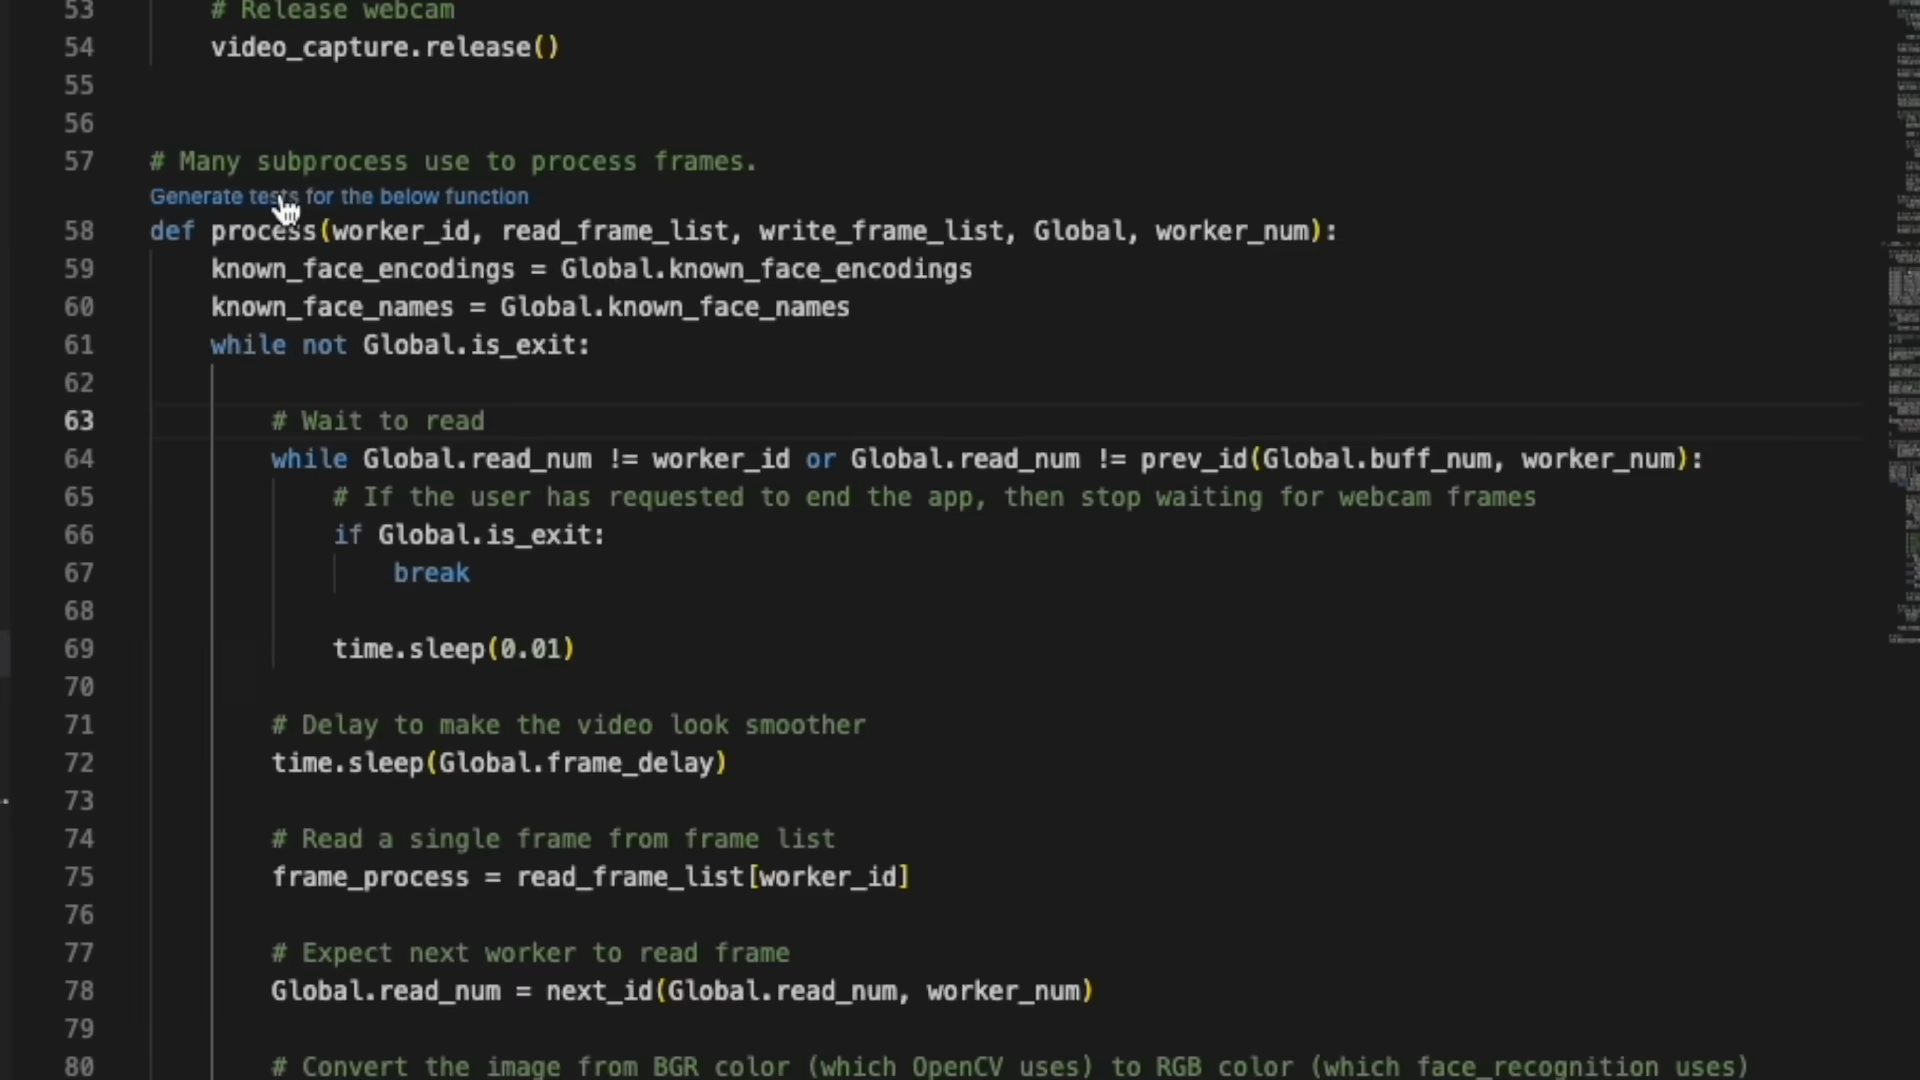 53 # Release webcam
54 video_capture.release()
55
56
57 # Many subprocess use to process frames.
Generate tests for the below function
58 def process(worker_id, read_frame_list, write_frame_list, Global, worker_num):
59 known_face_encodings = Global.known_face_encodings
60 known_face_names = Global.known_face_names
61 while not Global.is_exit:
62
63 # Wait to read
64 while Global.read_num != worker_id or Global.read_num != prev_id(Global.buff_num, worker_num):
65 # If the user has requested to end the app, then stop waiting for webcam frames
66 if Global.is_exit:
67 break
68
69 time.sleep(0.01)
70
71 # Delay to make the video look smoother
72 time.sleep(Global.frame_delay)
73
74 # Read a single frame from frame list
75 frame_process = read_frame_list[worker_id]
76
77 # Expect next worker to read frame
78 Global.read_num = next_id(Global.read_num, worker_num)
79
80 # Convert the image from BGR color (which OpenCV uses) to RGB color (which face_recognition uses)